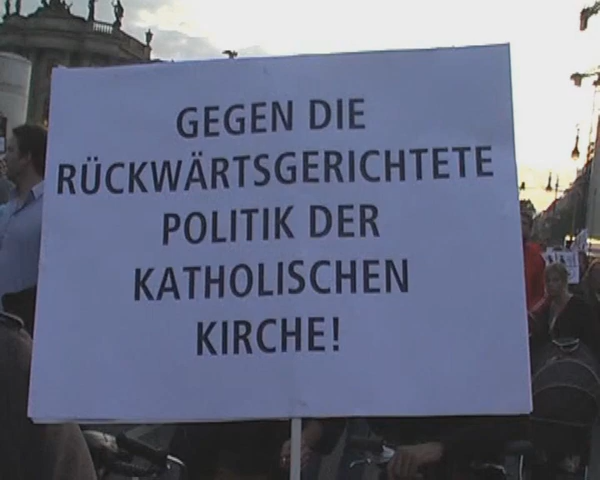 GEGEN DIE
RÜCKWÄRTSGERICHTETE
POLITIK DER
KATHOLISCHEN
KIRCHE!